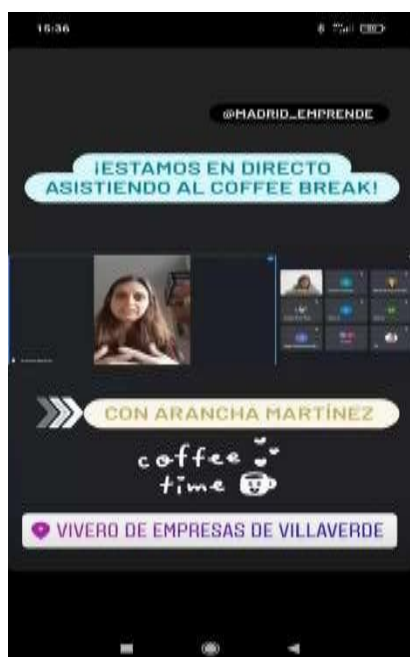 15:36
@MADRID_EMPRENDE
¡ESTAMOS EN DIRECTO
ASISTIENDO AL COFFEE BREAK!
CON ARANCHA MARTÍNEZ
coffee
time
VIVERO DE EMPRESAS DE VILLAVERDE